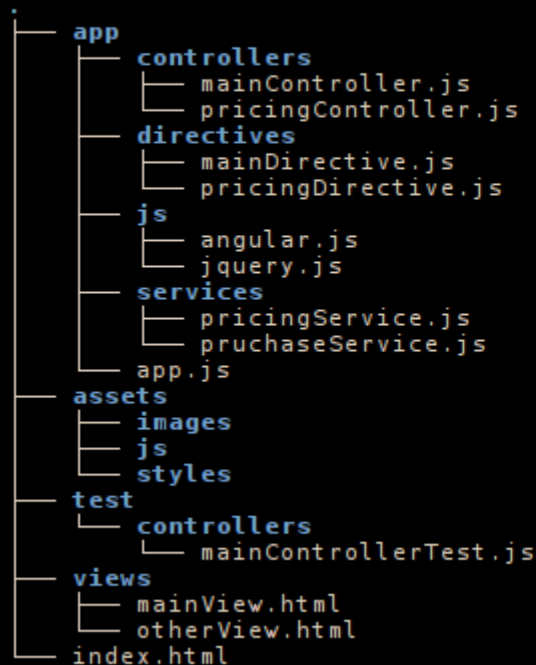 .
app
controllers
mainController.js
pricingController.js
directives
mainDirective.js
pricingDirective.js
js
angular.js
jquery.js
services
pricingService.js
pruchaseService.js
app.js
assets
images
js
styles
test
controllers
mainControllerTest.js
views
mainView.html
otherView.html
index.html